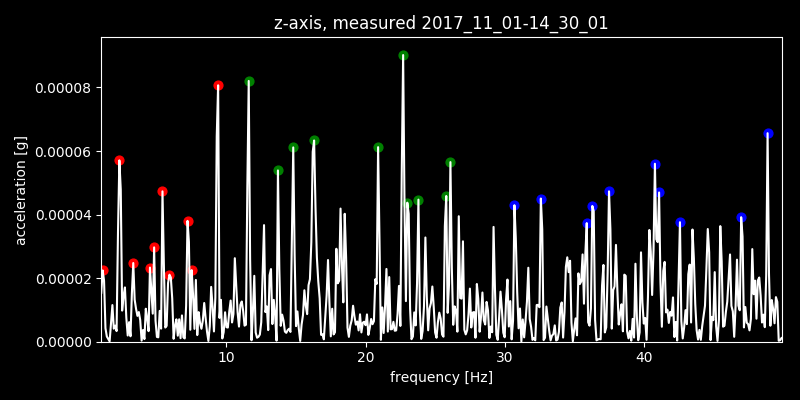 z-axis, measured 2017_11_01-14_30_01
0.00008
0.00006
0.00004
0.00002
0.00000
acceleration [g]
10 20 30 40
frequency [Hz]